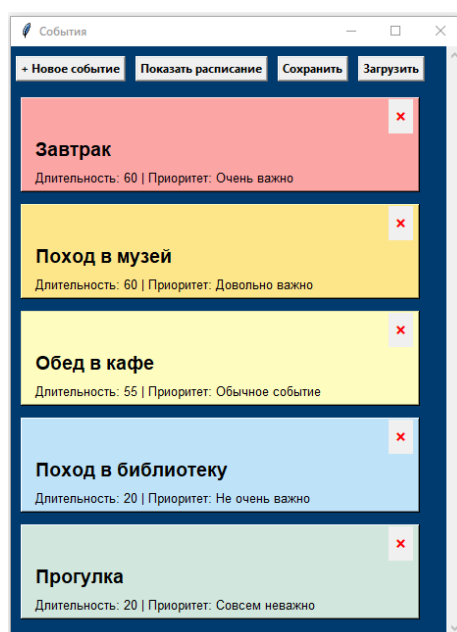 События
+ Новое событие Показать расписание Сохранить Загрузить
×
Завтрак
Длительность: 60 | Приоритет: Очень важно
×
Поход в музей
Длительность: 60 | Приоритет: Довольно важно
×
Обед в кафе
Длительность: 55 | Приоритет: Обычное событие
×
Поход в библиотеку
Длительность: 20 | Приоритет: Не очень важно
×
Прогулка
Длительность: 20 | Приоритет: Совсем неважно